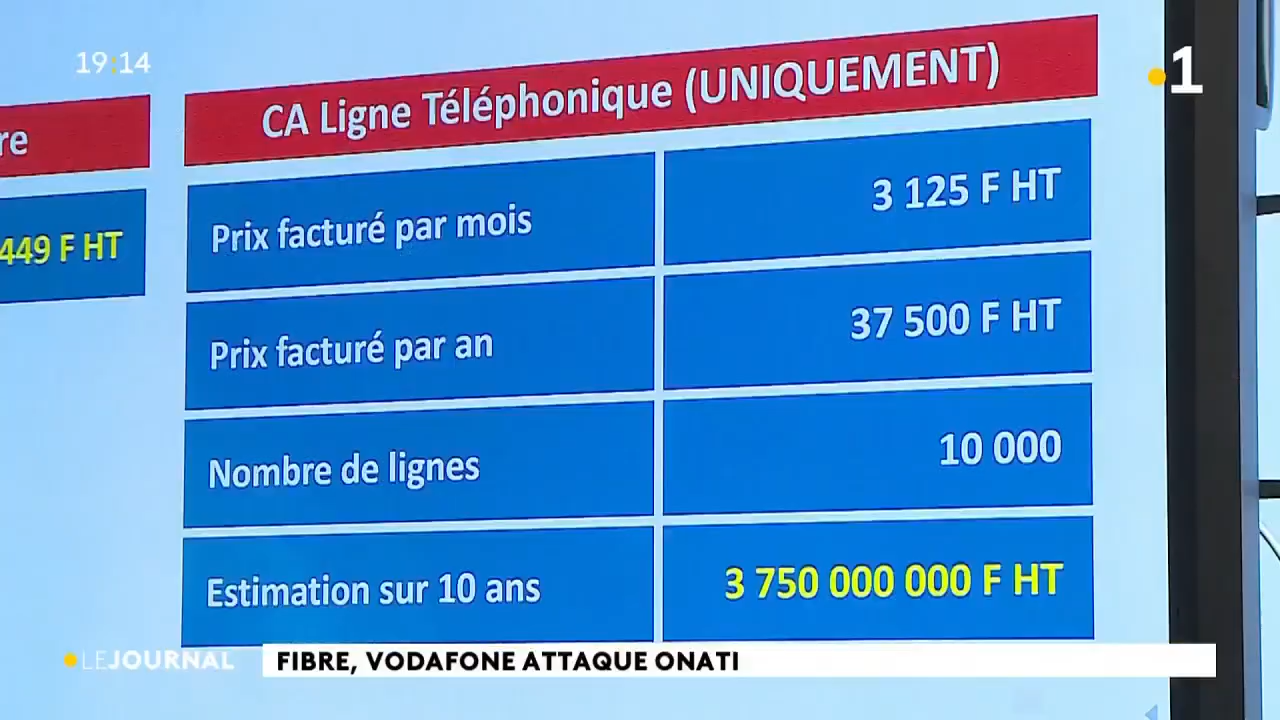 19:14
1
re
449 F HT
CA Ligne Téléphonique (UNIQUEMENT)
Prix facturé par mois
3 125 F HT
Prix facturé par an
37 500 F HT
Nombre de lignes
10 000
Estimation sur 10 ans
3 750 000 000 F HT
LEJOURNAL
FIBRE, VODAFONE ATTAQUE ONATI